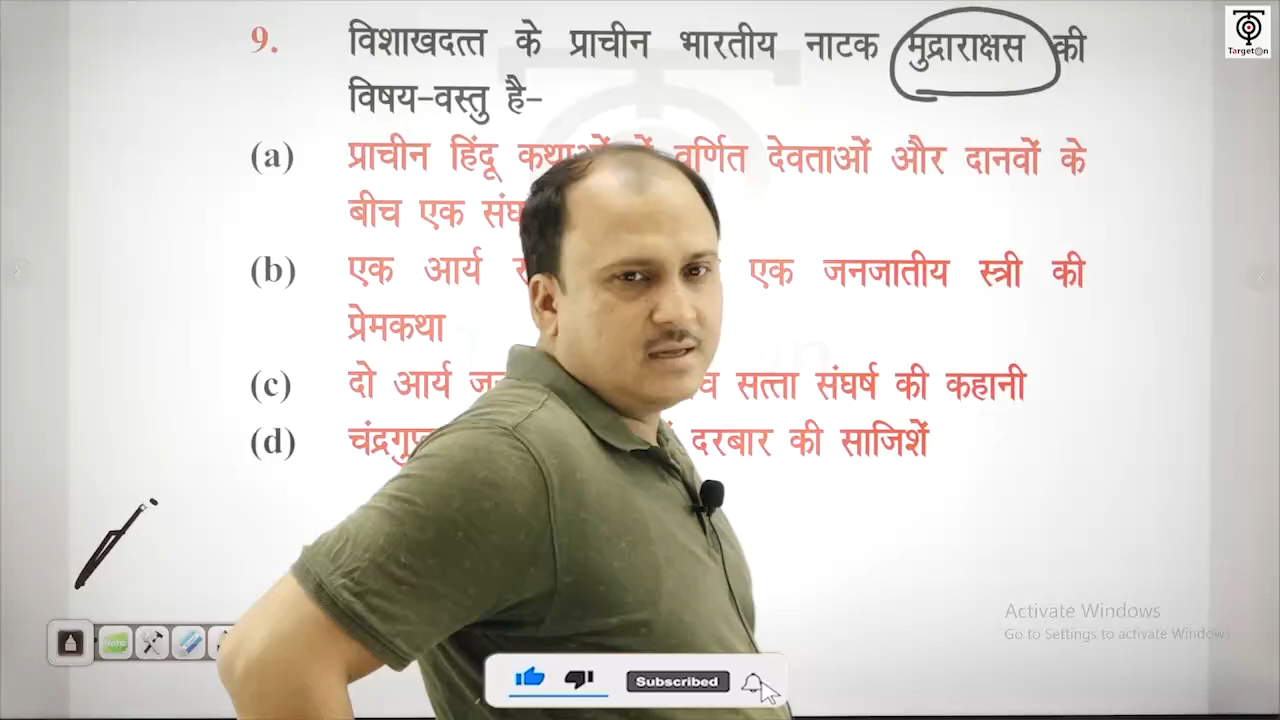 Target@n
9. विशाखदत्त के प्राचीन भारतीय नाटक मुद्राराक्षस की
विषय-वस्तु है-
(a) प्राचीन हिंदू कथाओं में वर्णित देवताओं और दानवों के
बीच एक
(b) एक आर्य एक जनजातीय स्त्री की
प्रेमकथा
(c) दो आर्य सत्ता संघर्ष की कहानी
(d) दरबार की साजिशें
Activate Windows
Go to Settings to activate Windows.
Note
Subscribed